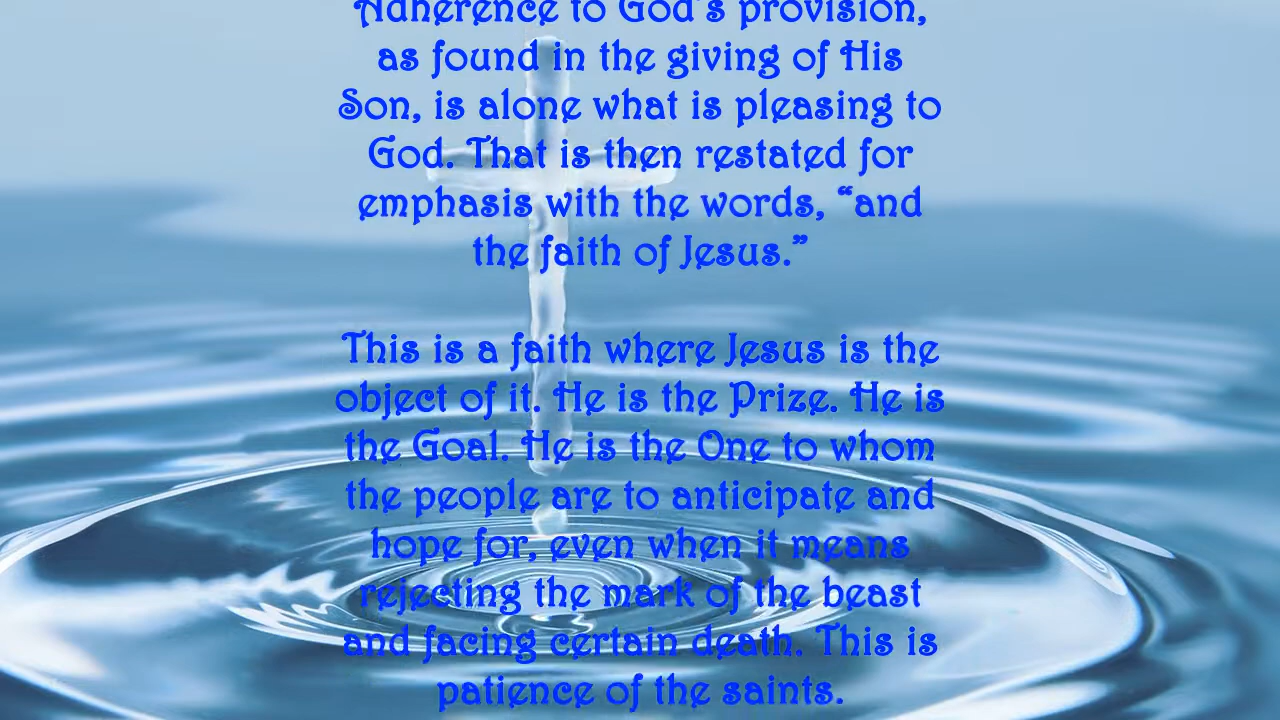 Adherence to God's provision,
as found in the giving of His
Son, is alone what is pleasing to
God. That is then restated for
emphasis with the words, “and
the faith of Jesus.”
This is a faith where Jesus is the
object of it. He is the Prize. He is
the Goal. He is the One to whom
the people are to anticipate and
hope for, even when it means
rejecting the mark of the beast
and facing certain death. This is
patience of the saints.